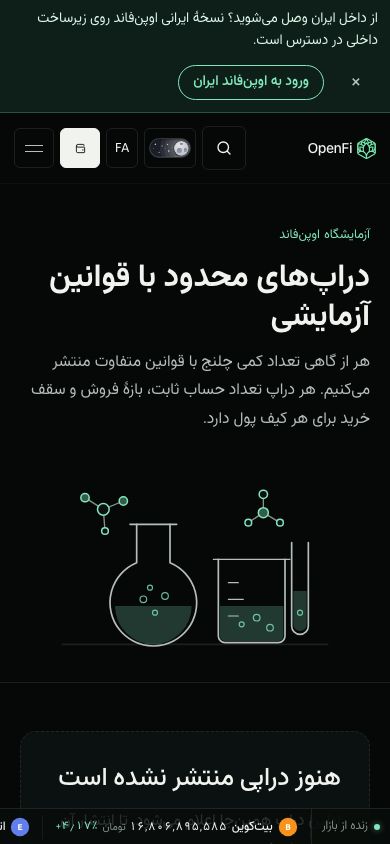 از داخل ایران وصل می‌شوید؟ نسخهٔ ایرانی اوپن‌فاند روی زیرساخت
داخلی در دسترس است.
ورود به اوپن‌فاند ایران
×
OpenFi
FA
آزمایشگاه اوپن‌فاند
دراپ‌های محدود با قوانین
آزمایشی
هر از گاهی تعداد کمی چلنج با قوانین متفاوت منتشر
می‌کنیم. هر دراپ تعداد حساب ثابت، بازهٔ فروش و سقف
خرید برای هر کیف پول دارد.
هنوز دراپی منتشر نشده است
زنده از بازار
B بیت‌کوین ۱۶,۸۰۶,۸۹۵,۵۸۵ تومان ‎+۴٫۱۷٪
E